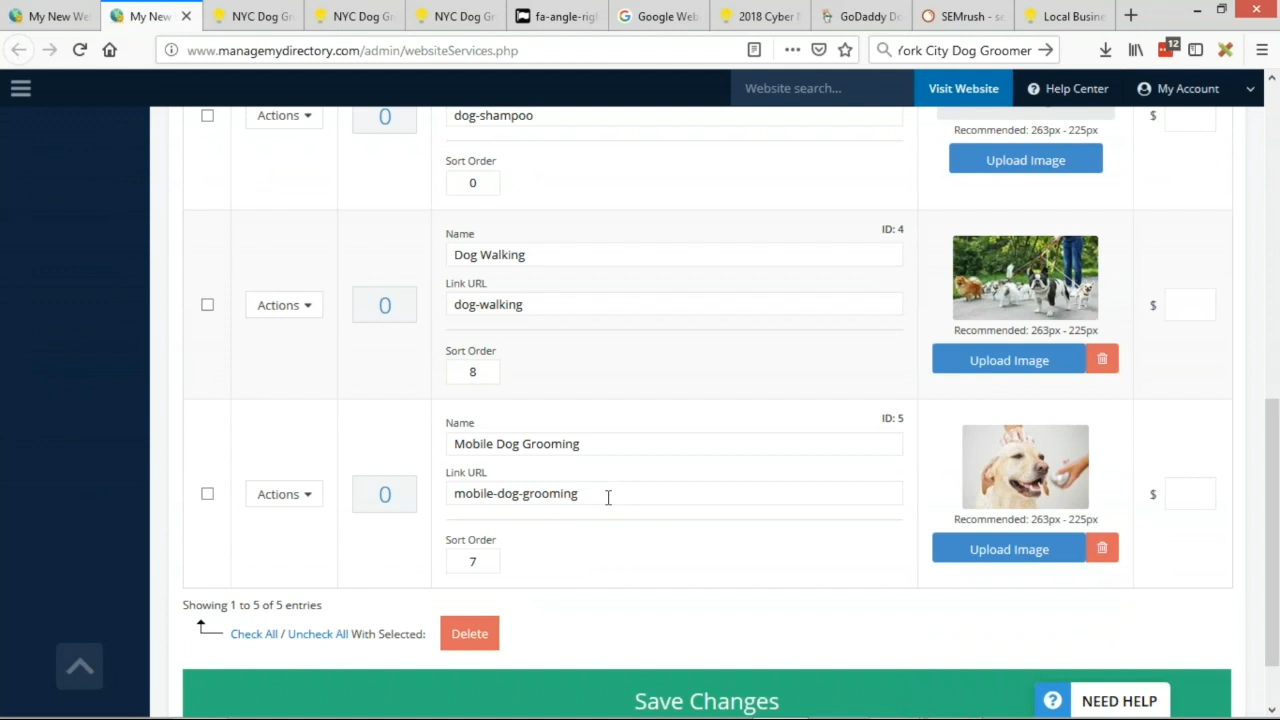 My New We
My New
NYC Dog Gr
NYC Dog G
NYC Dog Gr
fa-angle-rig
Google Web
2018 Cyber
GoDaddy Do
SEMrush - se
Local Busine
www.managemydirectory.com/admin/websiteServices.php
York City Dog Groomer
12
Website search...
Visit Website
Help Center
My Account
Actions
0
dog-shampoo
Recommended: 263px - 225px
$
Upload Image
Sort Order
0
Name
ID: 4
Dog Walking
Link URL
Actions
0
dog-walking
$
Recommended: 263px - 225px
Sort Order
Upload Image
8
Name
ID: 5
Mobile Dog Grooming
Link URL
Actions
0
mobile-dog-grooming
$
Recommended: 263px - 225px
Sort Order
Upload Image
7
Showing 1 to 5 of 5 entries
Check All / Uncheck All With Selected:
Delete
Save Changes
? NEED HELP